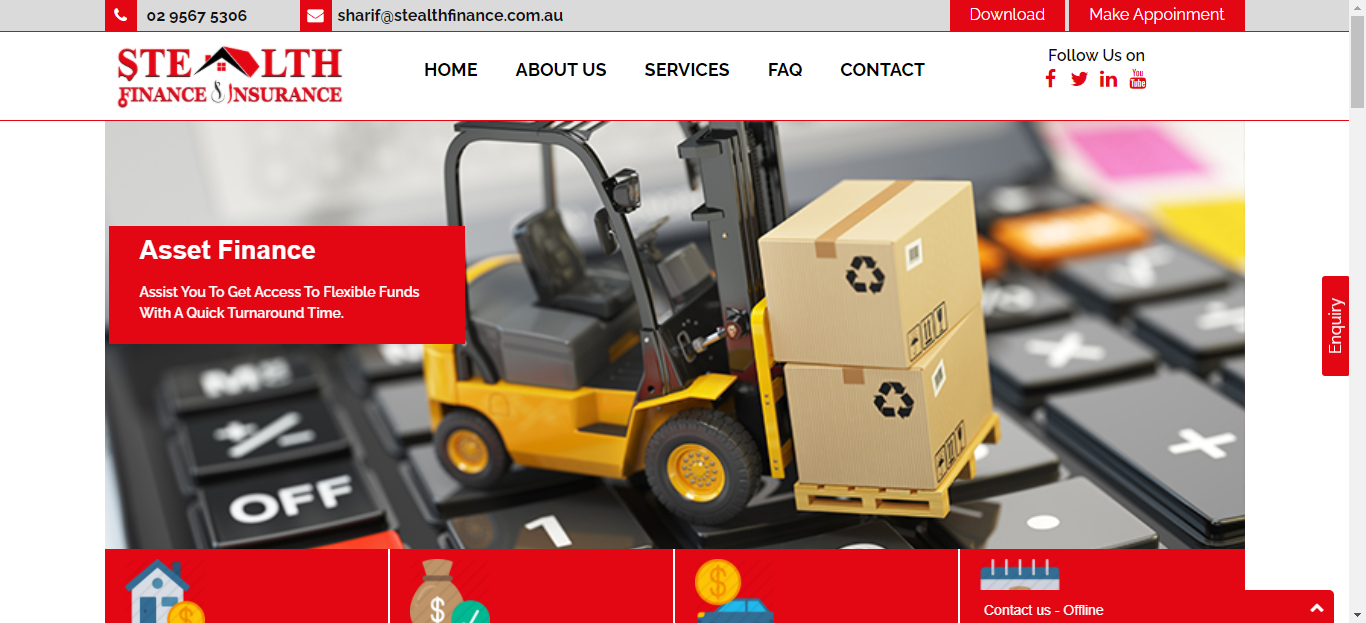 02 9567 5306
sharif@stealthfinance.com.au
Download
Make Appoinment
STEALTH
FINANCE & INSURANCE
HOME
ABOUT US
SERVICES
FAQ
CONTACT
Follow Us on
You
Tube
Asset Finance
Assist You To Get Access To Flexible Funds
With A Quick Turnaround Time.
Enquiry
OFF
1
$
$
$
Contact us - Offline